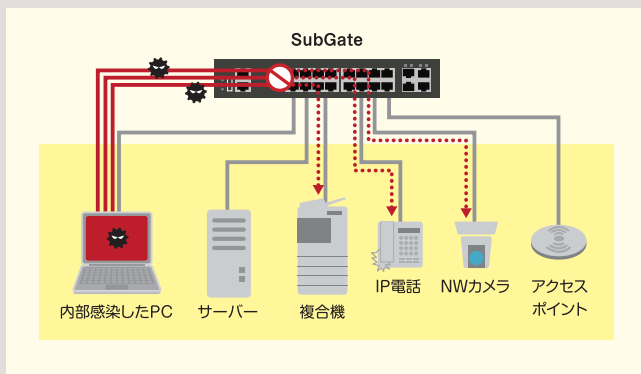 SubGate
内部感染したPC
サーバー
複合機
IP電話
NWカメラ
アクセス
ポイント